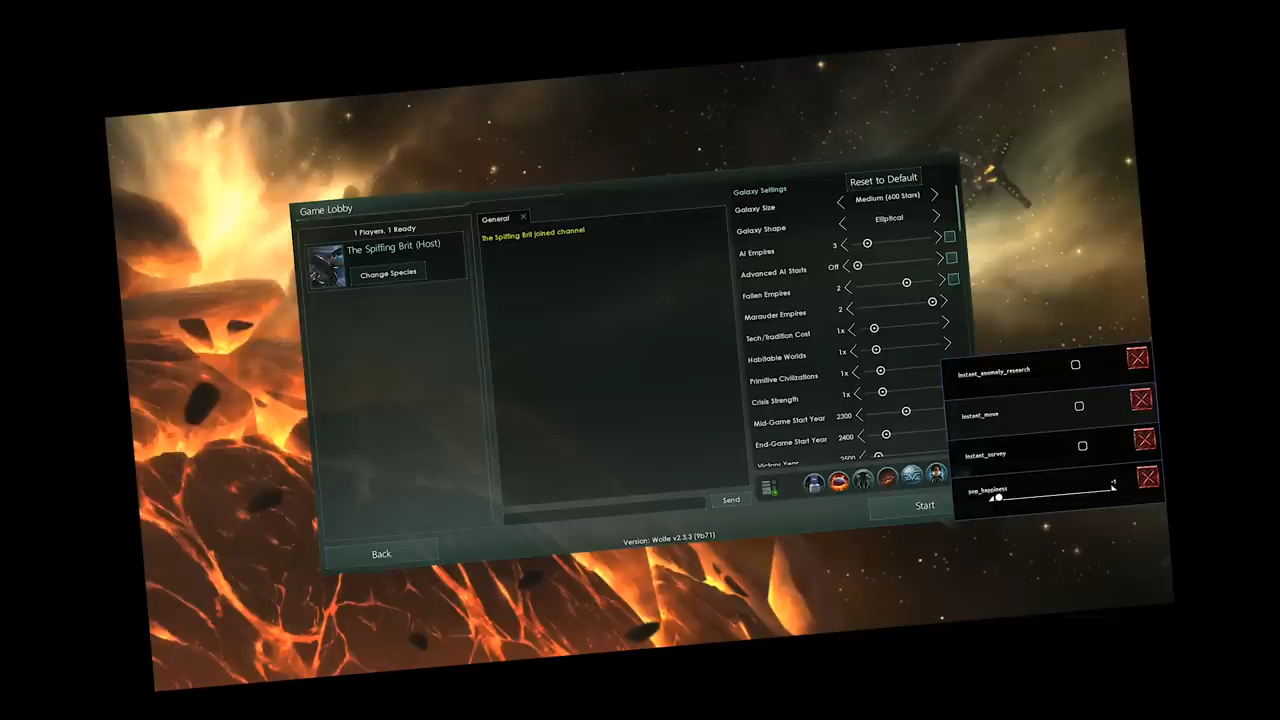 Game Lobby
1 Players, 1 Ready
The Spiffing Brit (Host)
Change Species
General
The Spiffing Brit joined channel
Send
Back
Version: Wolfe v2.3.3 (9b71)
Galaxy Settings
Reset to Default
Galaxy Size Medium (600 Stars)
Galaxy Shape Elliptical
AI Empires 3
Advanced AI Starts Off
Fallen Empires 2
Marauder Empires 2
Tech/Tradition Cost 1x
Habitable Worlds 1x
Primitive Civilizations 1x
Crisis Strength 1x
Mid-Game Start Year 2300
End-Game Start Year 2400
Victory Year 2500
Start
instant_anomaly_research
instant_move
instant_survey
pop_happiness -1